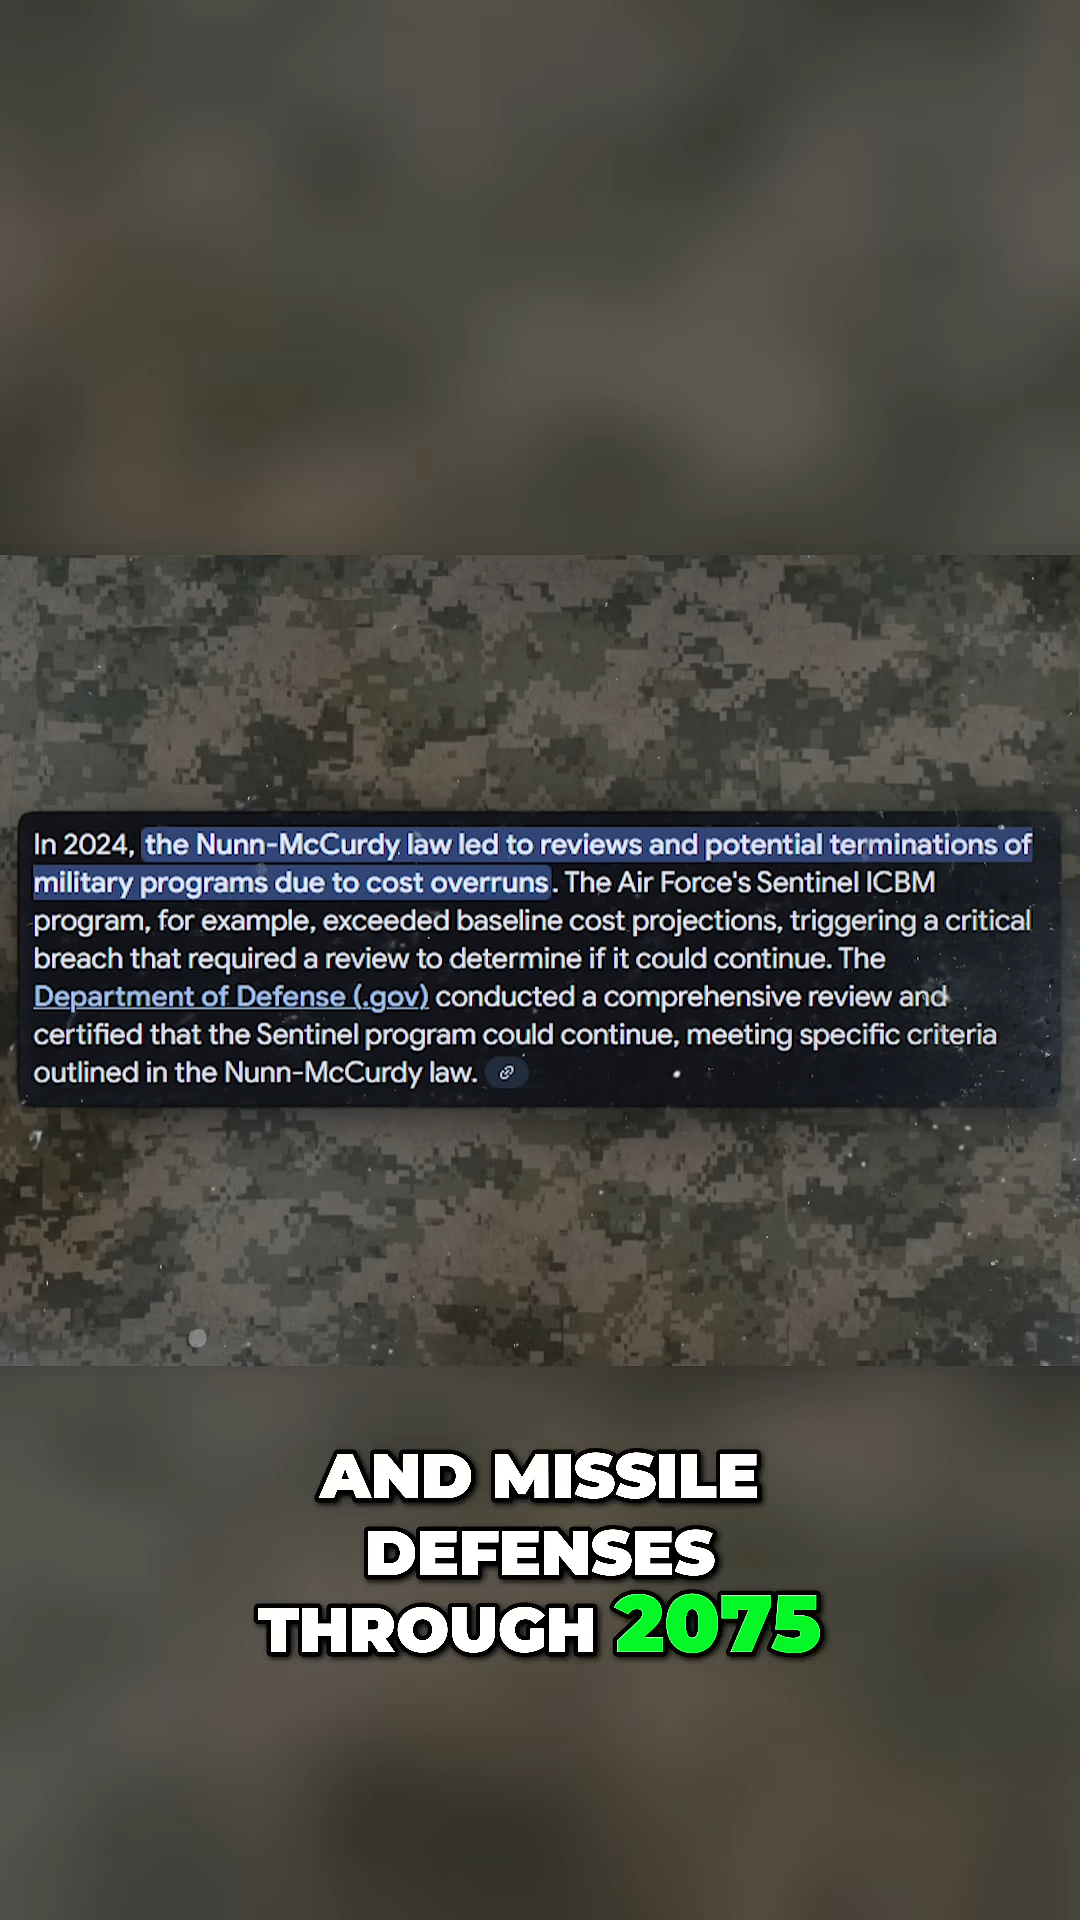 In 2024, the Nunn-McCurdy law led to reviews and potential terminations of
military programs due to cost overruns. The Air Force's Sentinel ICBM
program, for example, exceeded baseline cost projections, triggering a critical
breach that required a review to determine if it could continue. The
Department of Defense (.gov) conducted a comprehensive review and
certified that the Sentinel program could continue, meeting specific criteria
outlined in the Nunn-McCurdy law.
AND MISSILE
DEFENSES
THROUGH 2075